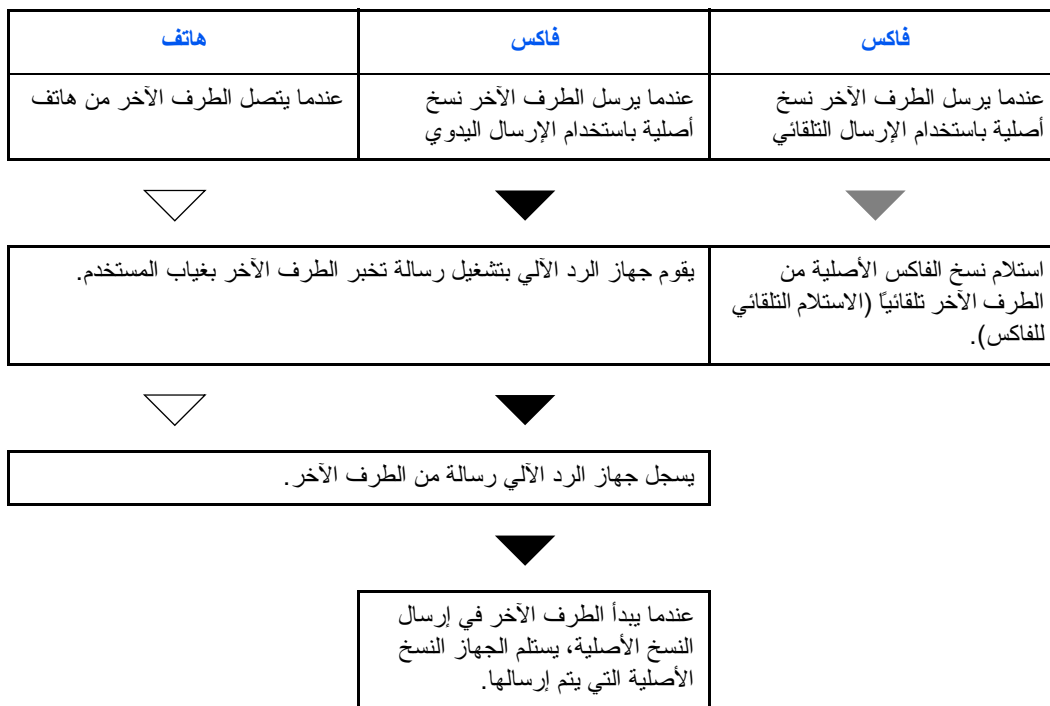 فاكس
فاكس
هاتف
عندما يرسل الطرف الآخر نسخ
أصلية باستخدام الإرسال التلقائي
عندما يرسل الطرف الآخر نسخ
أصلية باستخدام الإرسال اليدوي
عندما يتصل الطرف الآخر من هاتف
استلام نسخ الفاكس الأصلية من
الطرف الآخر تلقائيًا (الاستلام التلقائي
للفاكس).
يقوم جهاز الرد الآلي بتشغيل رسالة تخبر الطرف الآخر بغياب المستخدم.
يسجل جهاز الرد الآلي رسالة من الطرف الآخر.
عندما يبدأ الطرف الآخر في إرسال
النسخ الأصلية، يستلم الجهاز النسخ
الأصلية التي يتم إرسالها.